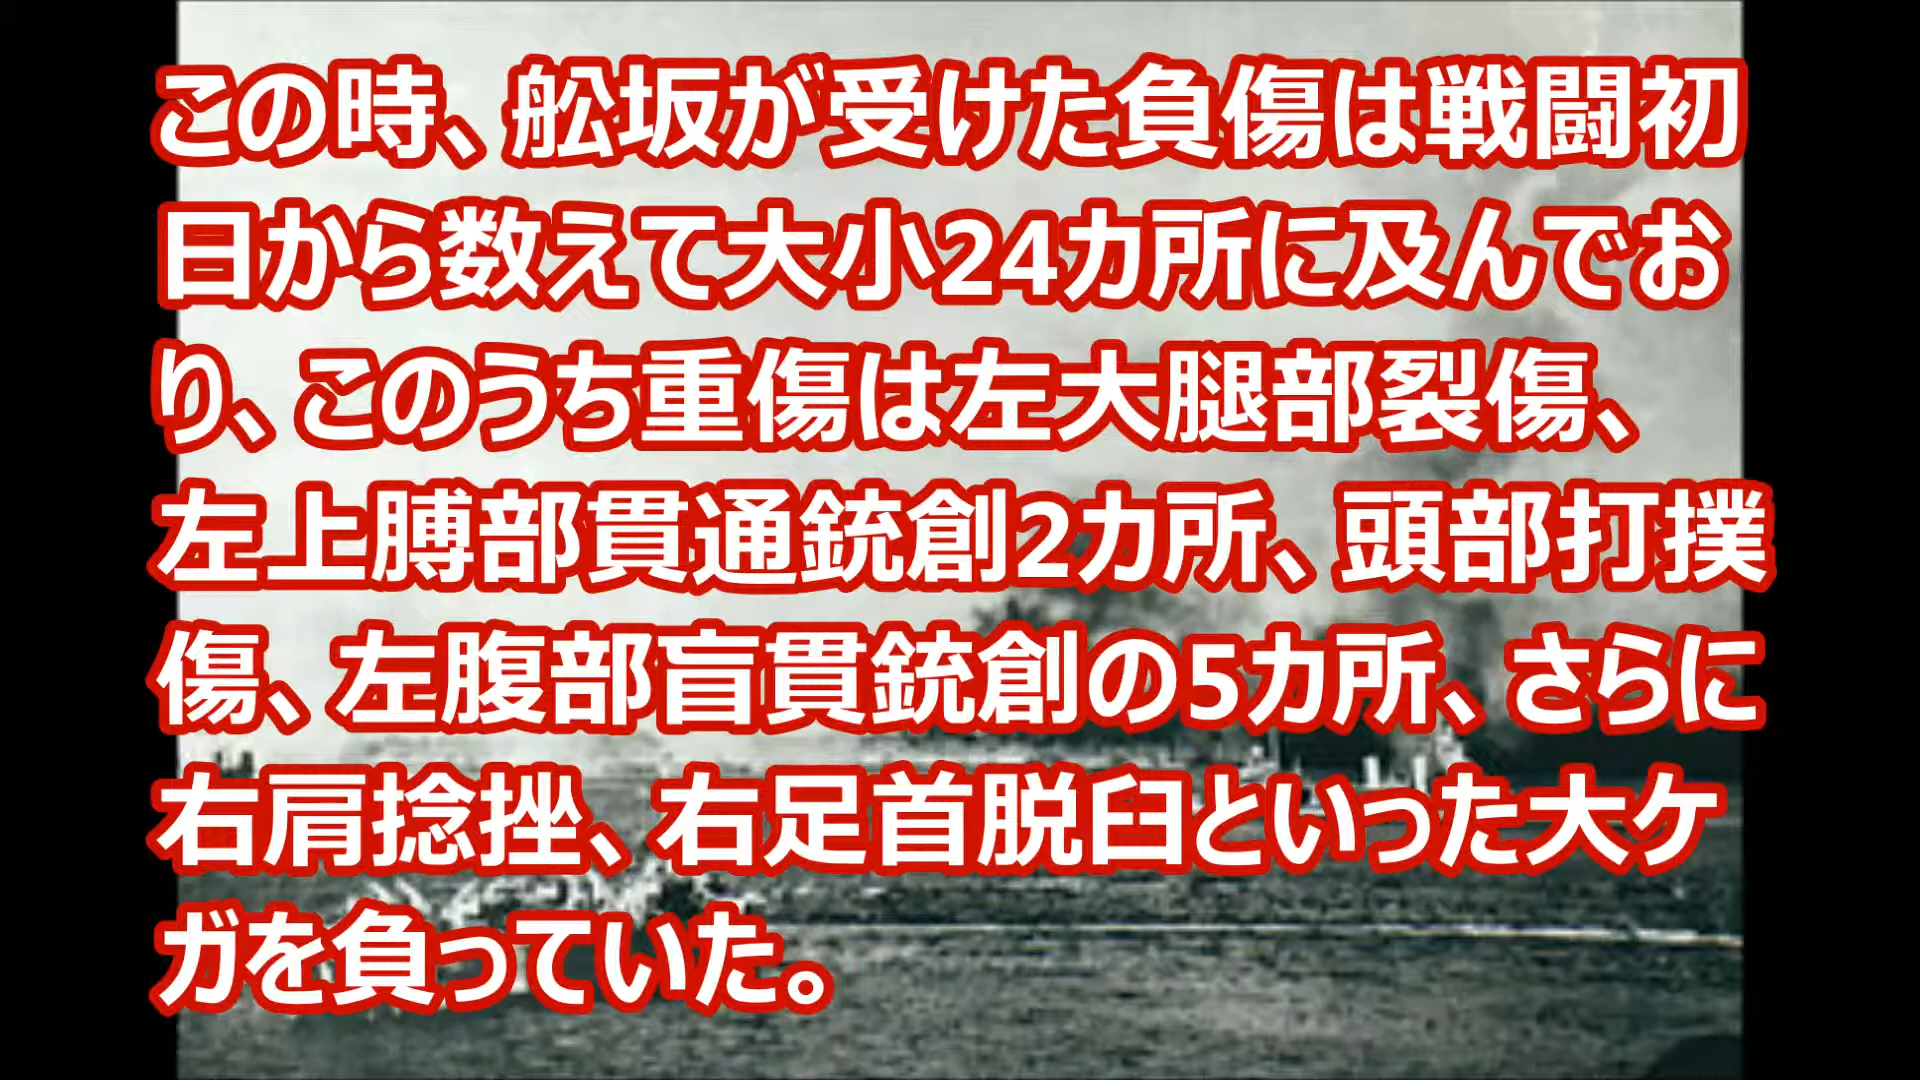 この時、舩坂が受けた負傷は戦闘初
日から数えて大小24カ所に及んでお
り、このうち重傷は左大腿部裂傷、
左上膊部貫通銃創2カ所、頭部打撲
傷、左腹部盲貫銃創の5カ所、さらに
右肩捻挫、右足首脱臼といった大ケ
ガを負っていた。